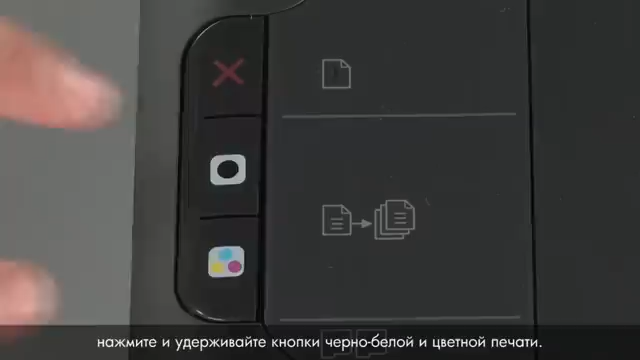 нажмите и удерживайте кнопки черно-белой и цветной печати.